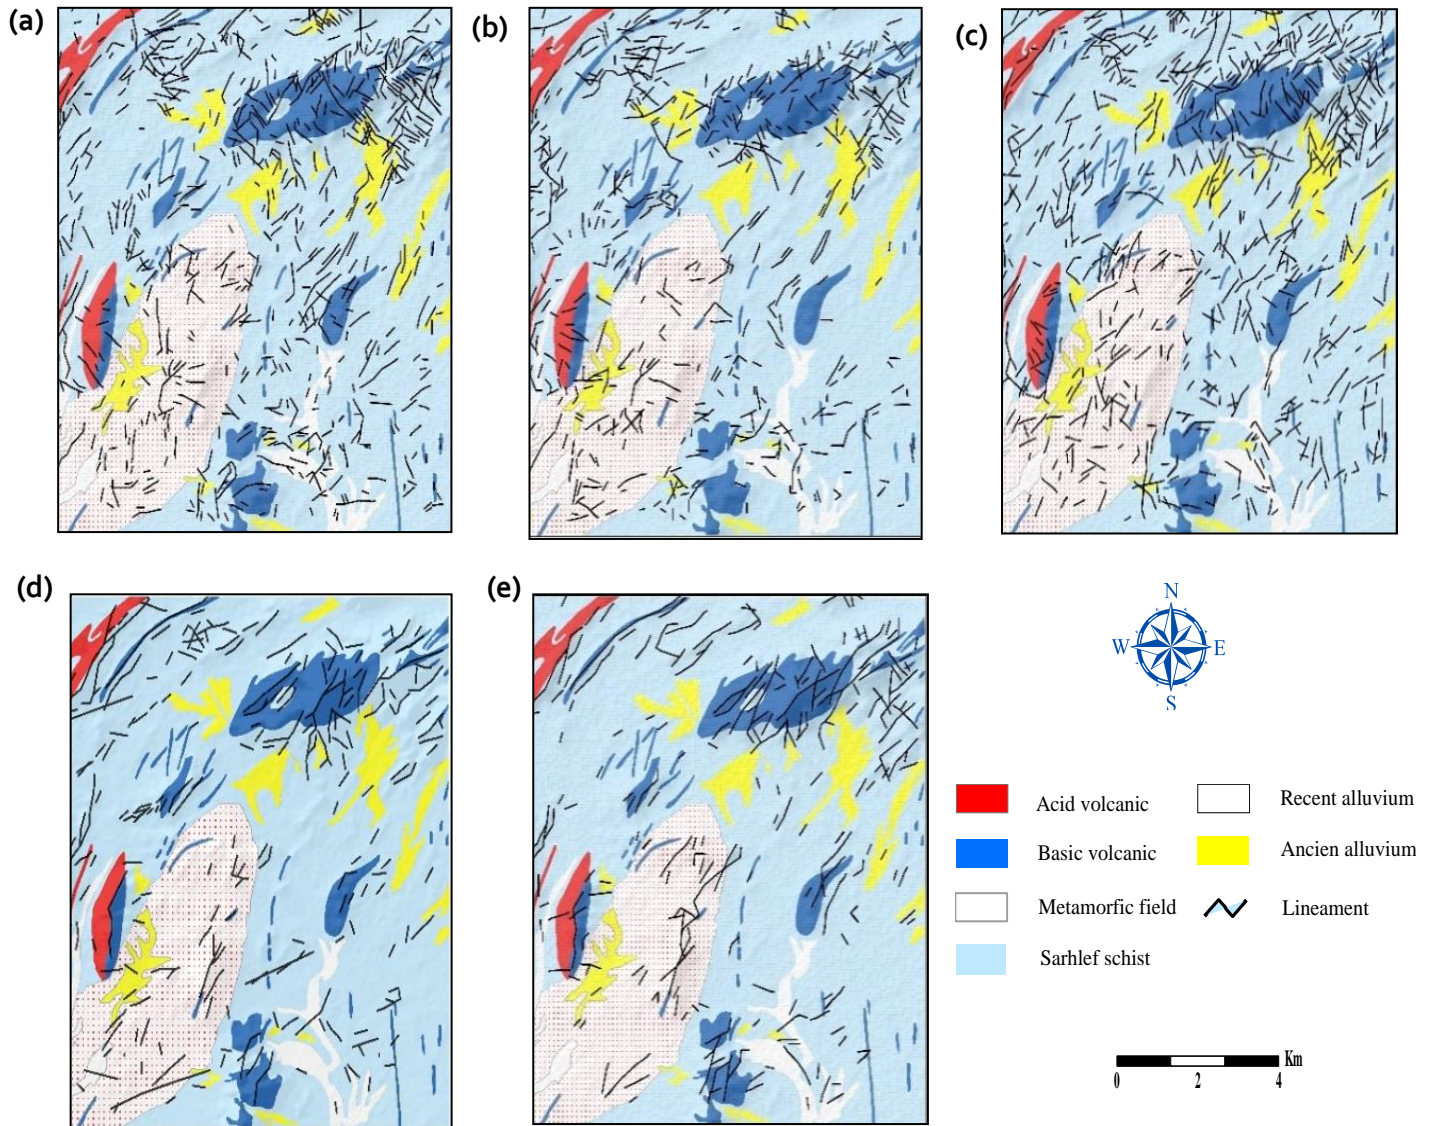 (a)
(b)
(c)
(d)
(e)
N
W E
S
Acid volcanic
Recent alluvium
Basic volcanic
Ancien alluvium
Metamorfic field
Lineament
Sarhlef schist
Km
0 2 4